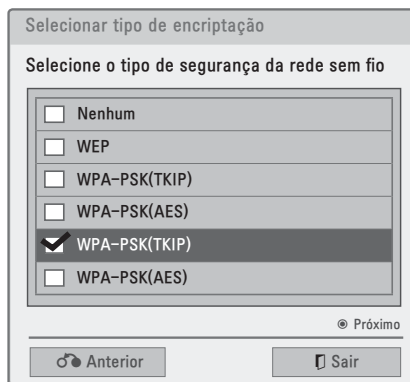 Selecionar tipo de encriptação
Selecione o tipo de segurança da rede sem fio
Nenhum
WEP
WPA-PSK(TKIP)
WPA-PSK(AES)
WPA-PSK(TKIP)
WPA-PSK(AES)
Próximo
Anterior
Sair